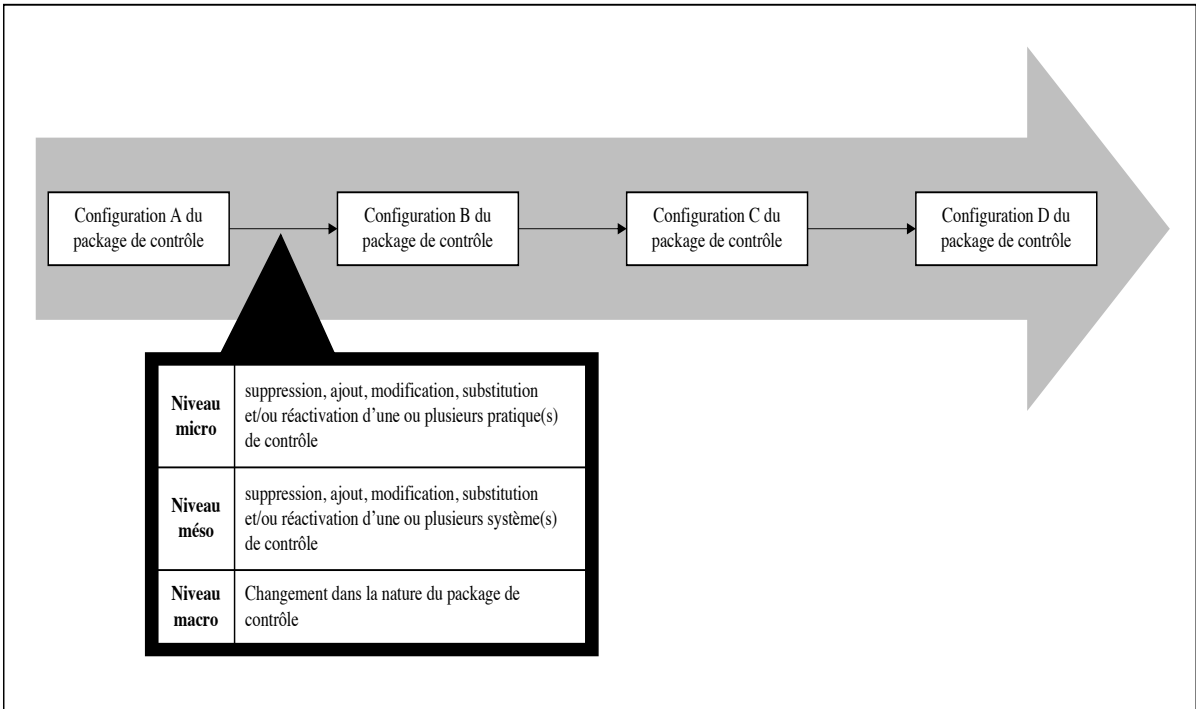 Configuration A du
package de contrôle
Configuration B du
package de contrôle
Configuration C du
package de contrôle
Configuration D du
package de contrôle
Niveau
micro
suppression, ajout, modification, substitution
et/ou réactivation d’une ou plusieurs pratique(s)
de contrôle
Niveau
méso
suppression, ajout, modification, substitution
et/ou réactivation d’une ou plusieurs système(s)
de contrôle
Niveau
macro
Changement dans la nature du package de
contrôle